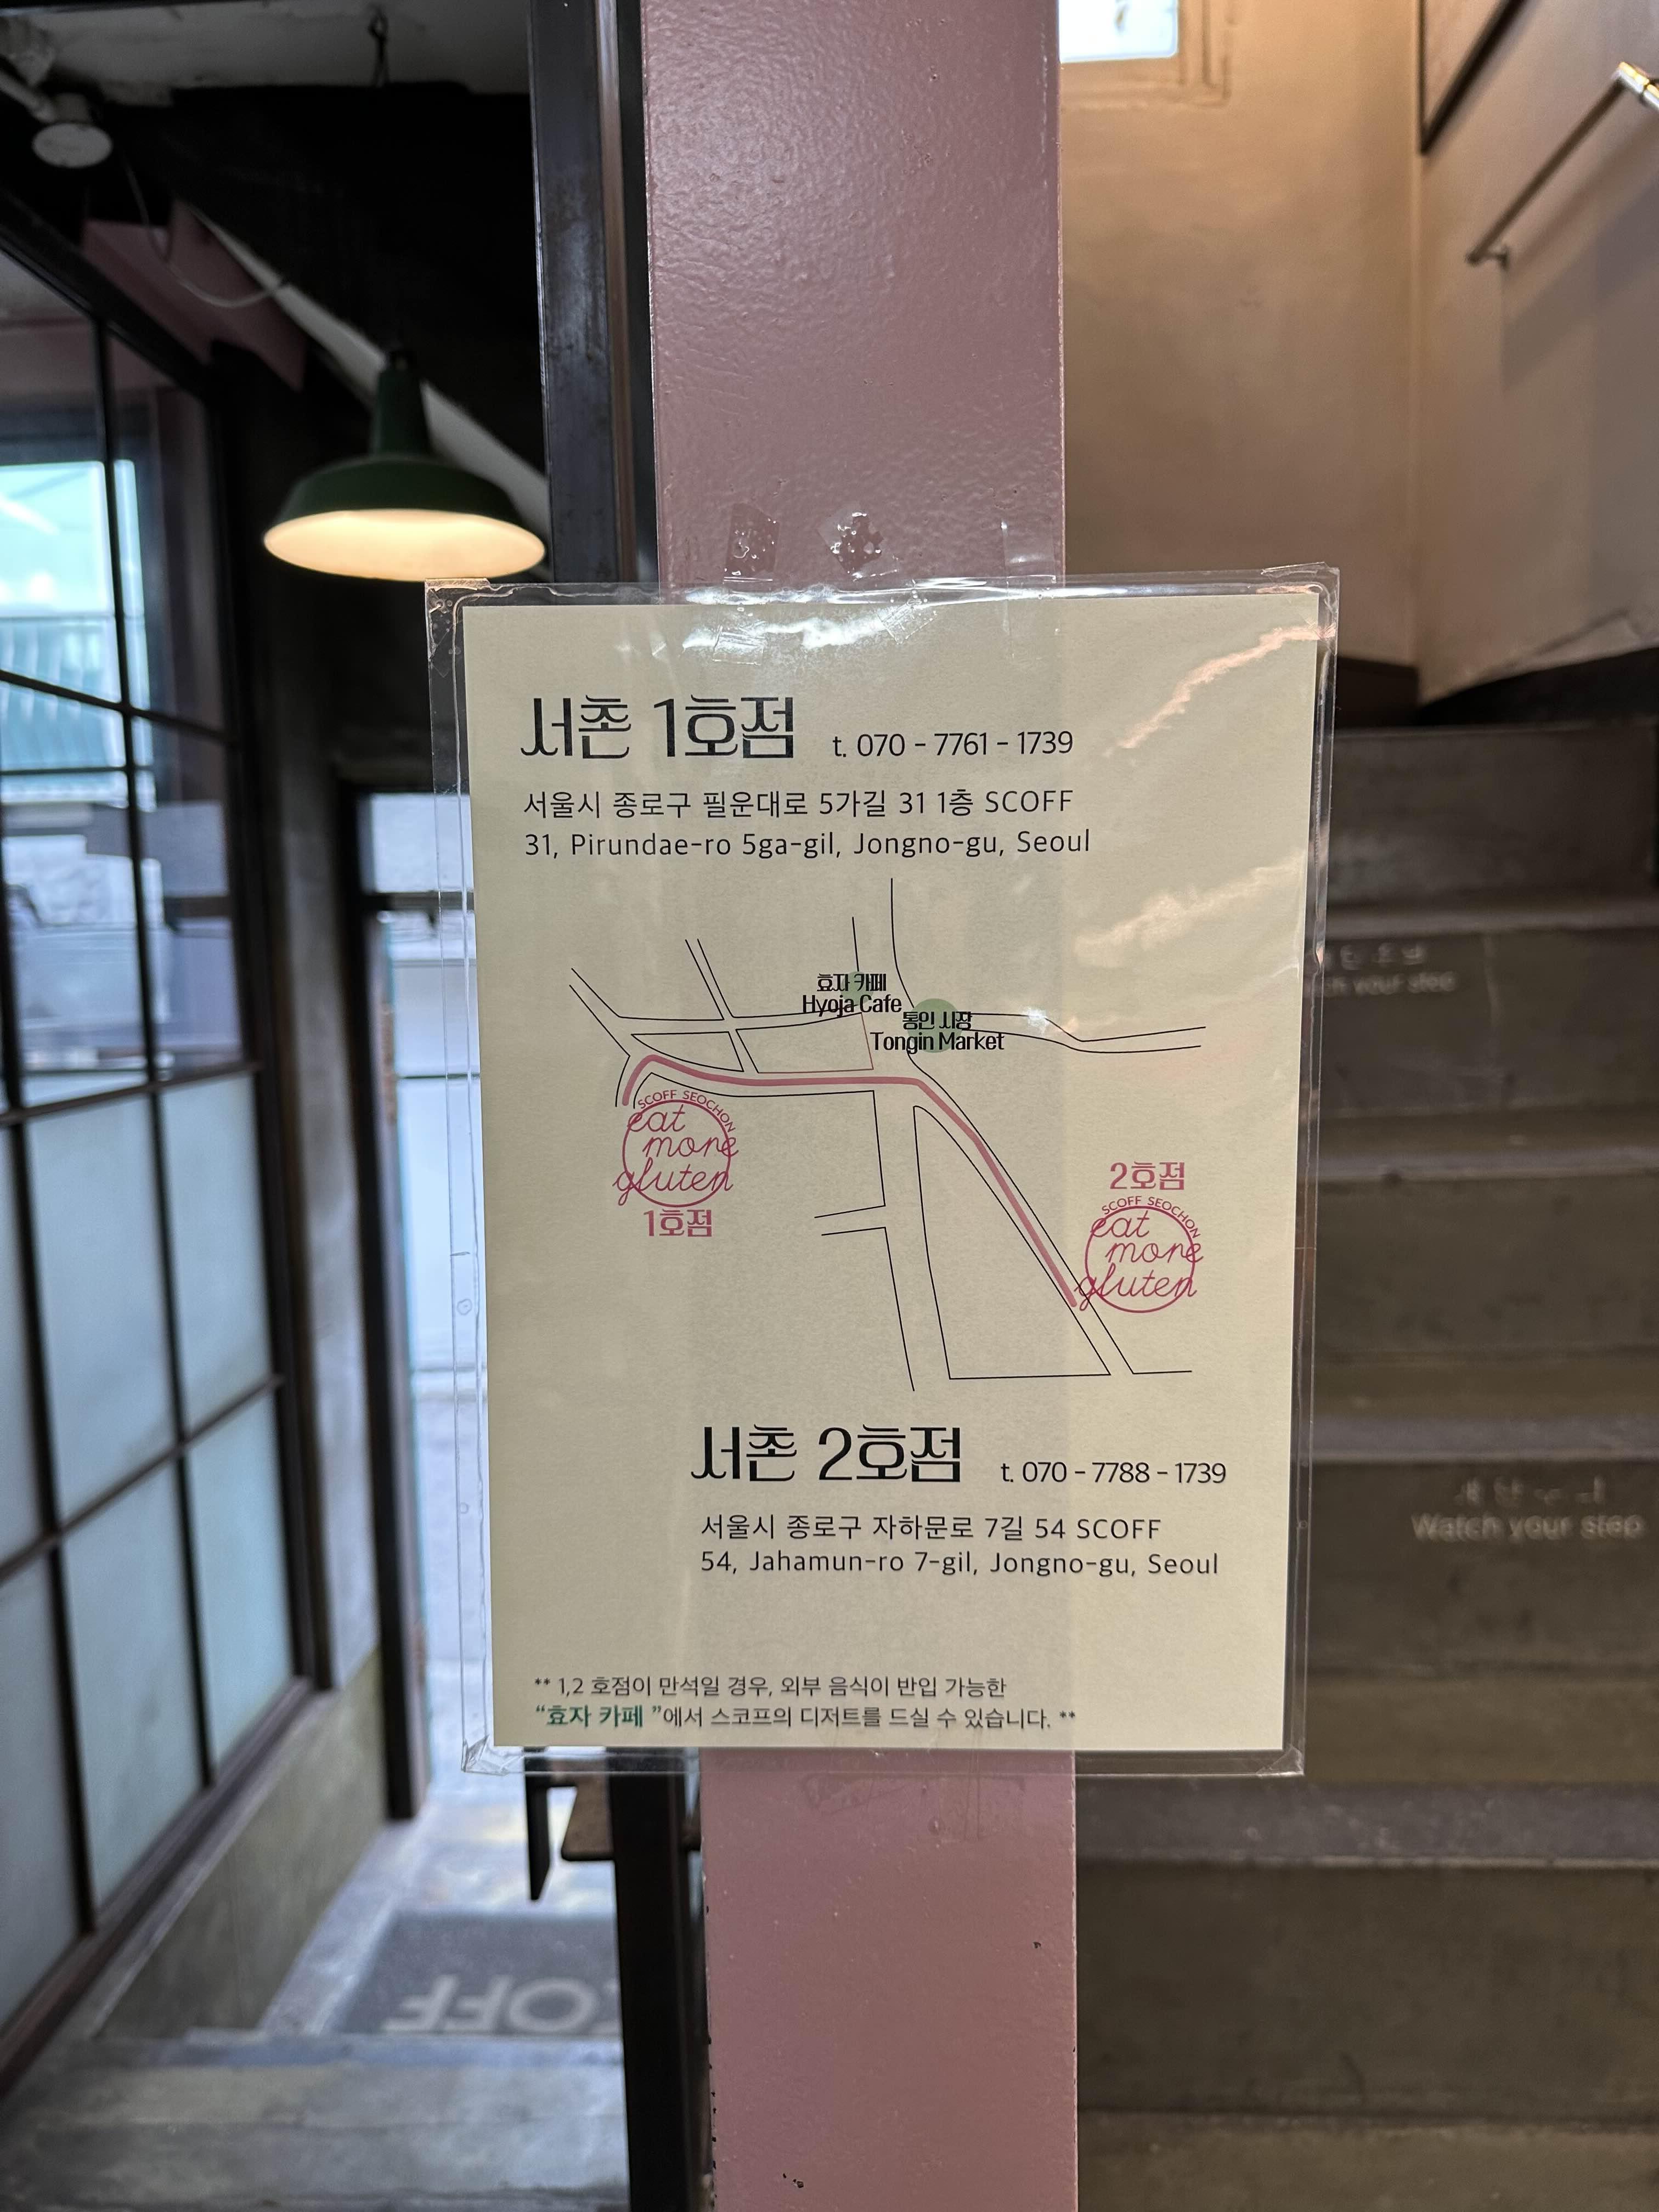 서촌 1호점 t. 070 - 7761 - 1739
서울시 종로구 필운대로 5가길 31 1층 SCOFF
31, Pirundae-ro 5ga-gil, Jongno-gu, Seoul
효자 카페
Hyoja Cafe
통인 시장
Tongin Market
SCOFF SEOCHON
eat
more
gluten
1호점
2호점
SCOFF SEOCHON
eat
more
gluten
서촌 2호점 t. 070 - 7788 - 1739
서울시 종로구 자하문로 7길 54 SCOFF
54, Jahamun-ro 7-gil, Jongno-gu, Seoul
** 1,2 호점이 만석일 경우, 외부 음식이 반입 가능한
“효자 카페 ”에서 스코프의 디저트를 드실 수 있습니다. **
your step
Watch your step
OFF